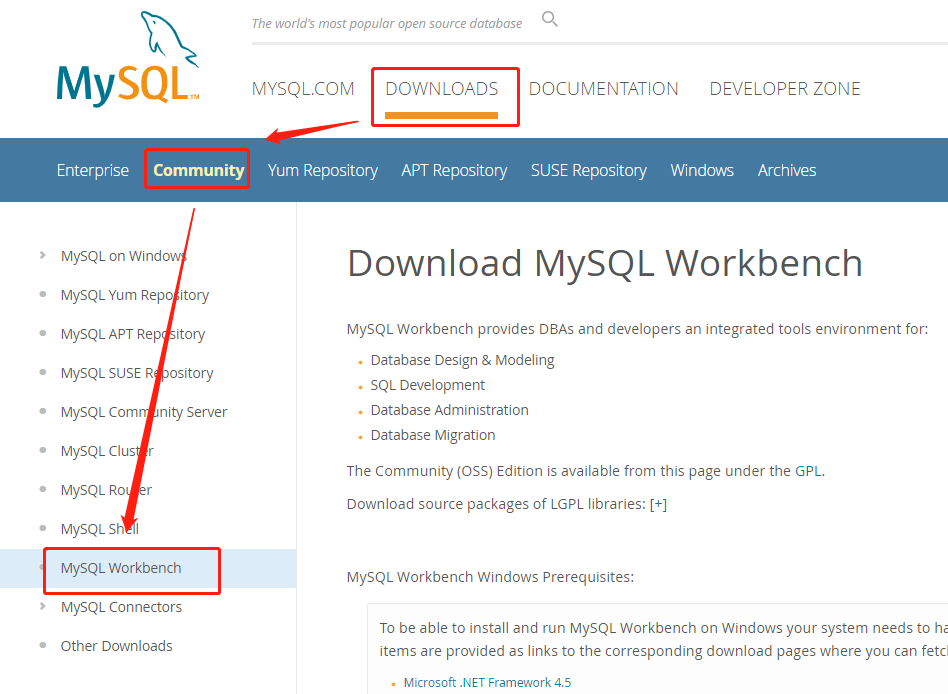 The world's most popular open source database
MySQL™
MYSQL.COM DOWNLOADS DOCUMENTATION DEVELOPER ZONE
Enterprise Community Yum Repository APT Repository SUSE Repository Windows Archives
MySQL on Windows
MySQL Yum Repository
MySQL APT Repository
MySQL SUSE Repository
MySQL Community Server
MySQL Cluster
MySQL Router
MySQL Shell
MySQL Workbench
MySQL Connectors
Other Downloads
Download MySQL Workbench
MySQL Workbench provides DBAs and developers an integrated tools environment for:
Database Design & Modeling
SQL Development
Database Administration
Database Migration
The Community (OSS) Edition is available from this page under the GPL.
Download source packages of LGPL libraries: [+]
MySQL Workbench Windows Prerequisites:
To be able to install and run MySQL Workbench on Windows your system needs to
items are provided as links to the corresponding download pages where you can
Microsoft .NET Framework 4.5